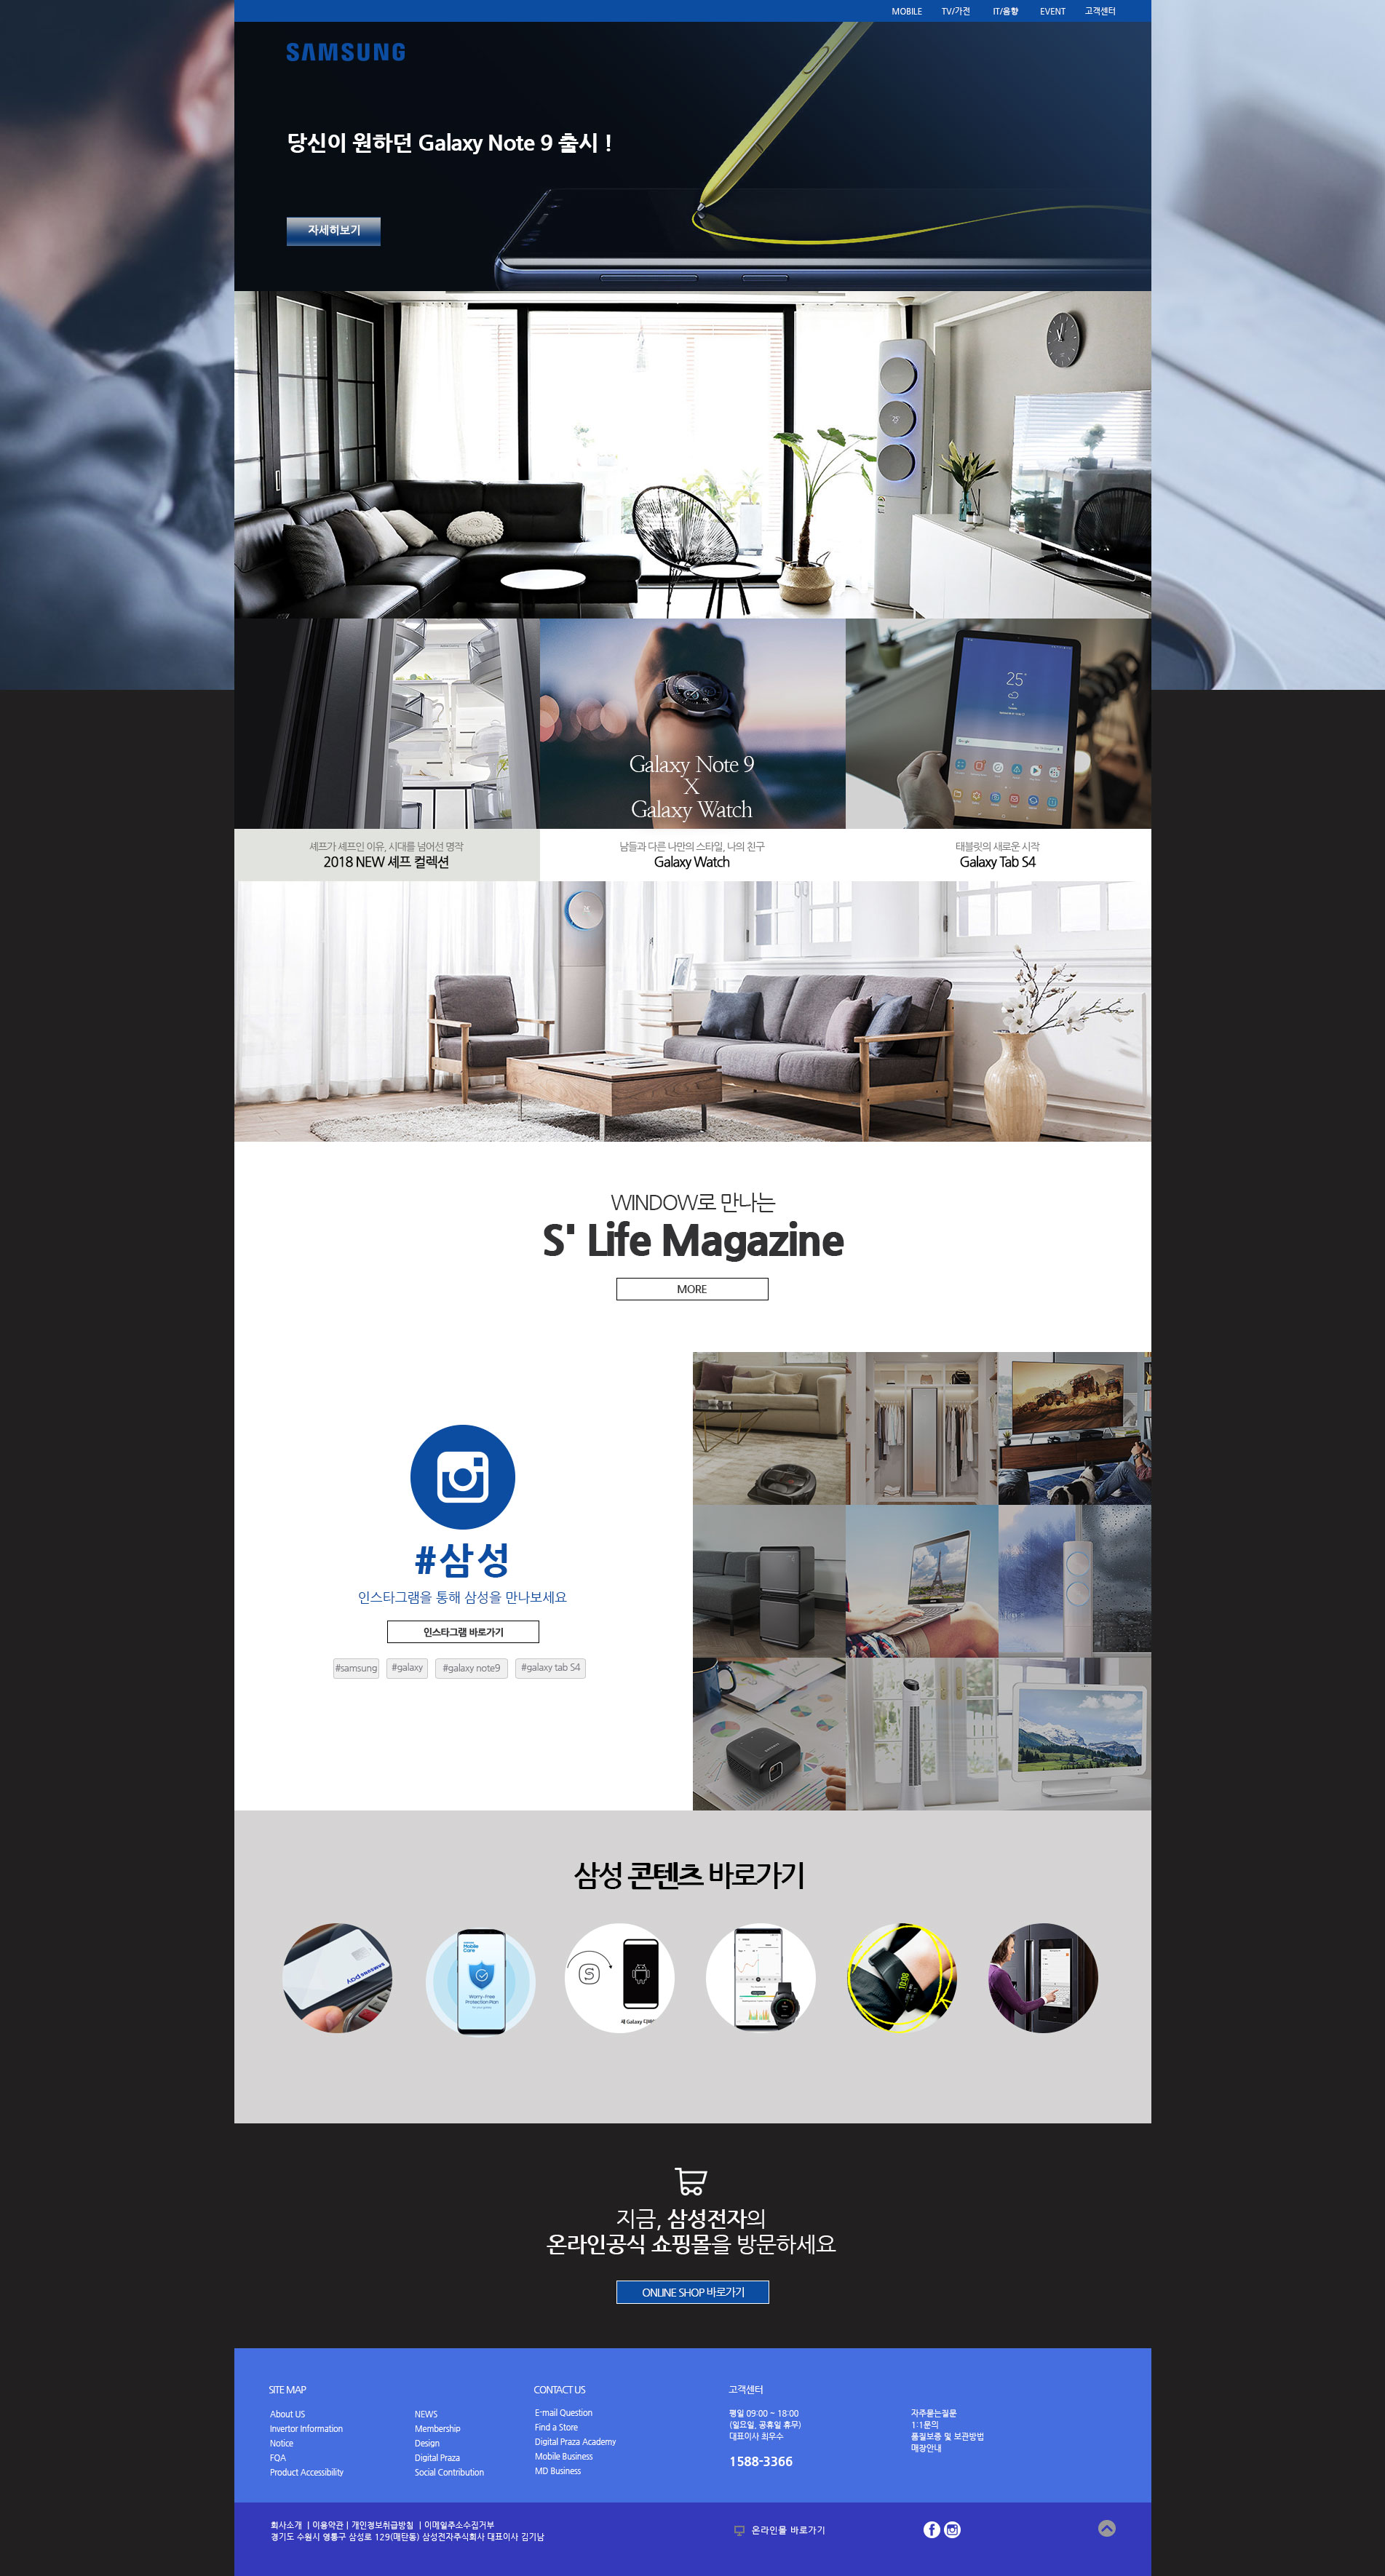 MOBILE TV/가전 IT/음향 EVENT 고객센터
SAMSUNG
당신이 원하던 Galaxy Note 9 출시 !
자세히보기
25°
Galaxy Note 9
X
Galaxy Watch
셰프가 셰프인 이유, 시대를 넘어선 명작
2018 NEW 셰프 컬렉션
남들과 다른 나만의 스타일, 나의 친구
Galaxy Watch
태블릿의 새로운 시작
Galaxy Tab S4
WINDOW로 만나는
S' Life Magazine
MORE
#삼성
인스타그램을 통해 삼성을 만나보세요
인스타그램 바로가기
#samsung #galaxy #galaxy note9 #galaxy tab S4
삼성 콘텐츠 바로가기
SAMSUNG pay
Mobile
Care
Worry-Free
Protection Plan
새 Galaxy
10:08
지금, 삼성전자의
온라인공식 쇼핑몰을 방문하세요
ONLINE SHOP 바로가기
SITE MAP
About US
Invertor Information
Notice
FQA
Product Accessibility
NEWS
Membership
Design
Digital Praza
Social Contribution
CONTACT US
E-mail Question
Find a Store
Digital Praza Academy
Mobile Business
MD Business
고객센터
평일 09:00 ~ 18:00
(일요일, 공휴일 휴무)
대표이사 최우수
1588-3366
자주묻는질문
1:1문의
품질보증 및 보관방법
매장안내
회사소개 | 이용약관 | 개인정보취급방침 | 이메일주소수집거부
경기도 수원시 영통구 삼성로 129(매탄동) 삼성전자주식회사 대표이사 김기남
온라인몰 바로가기